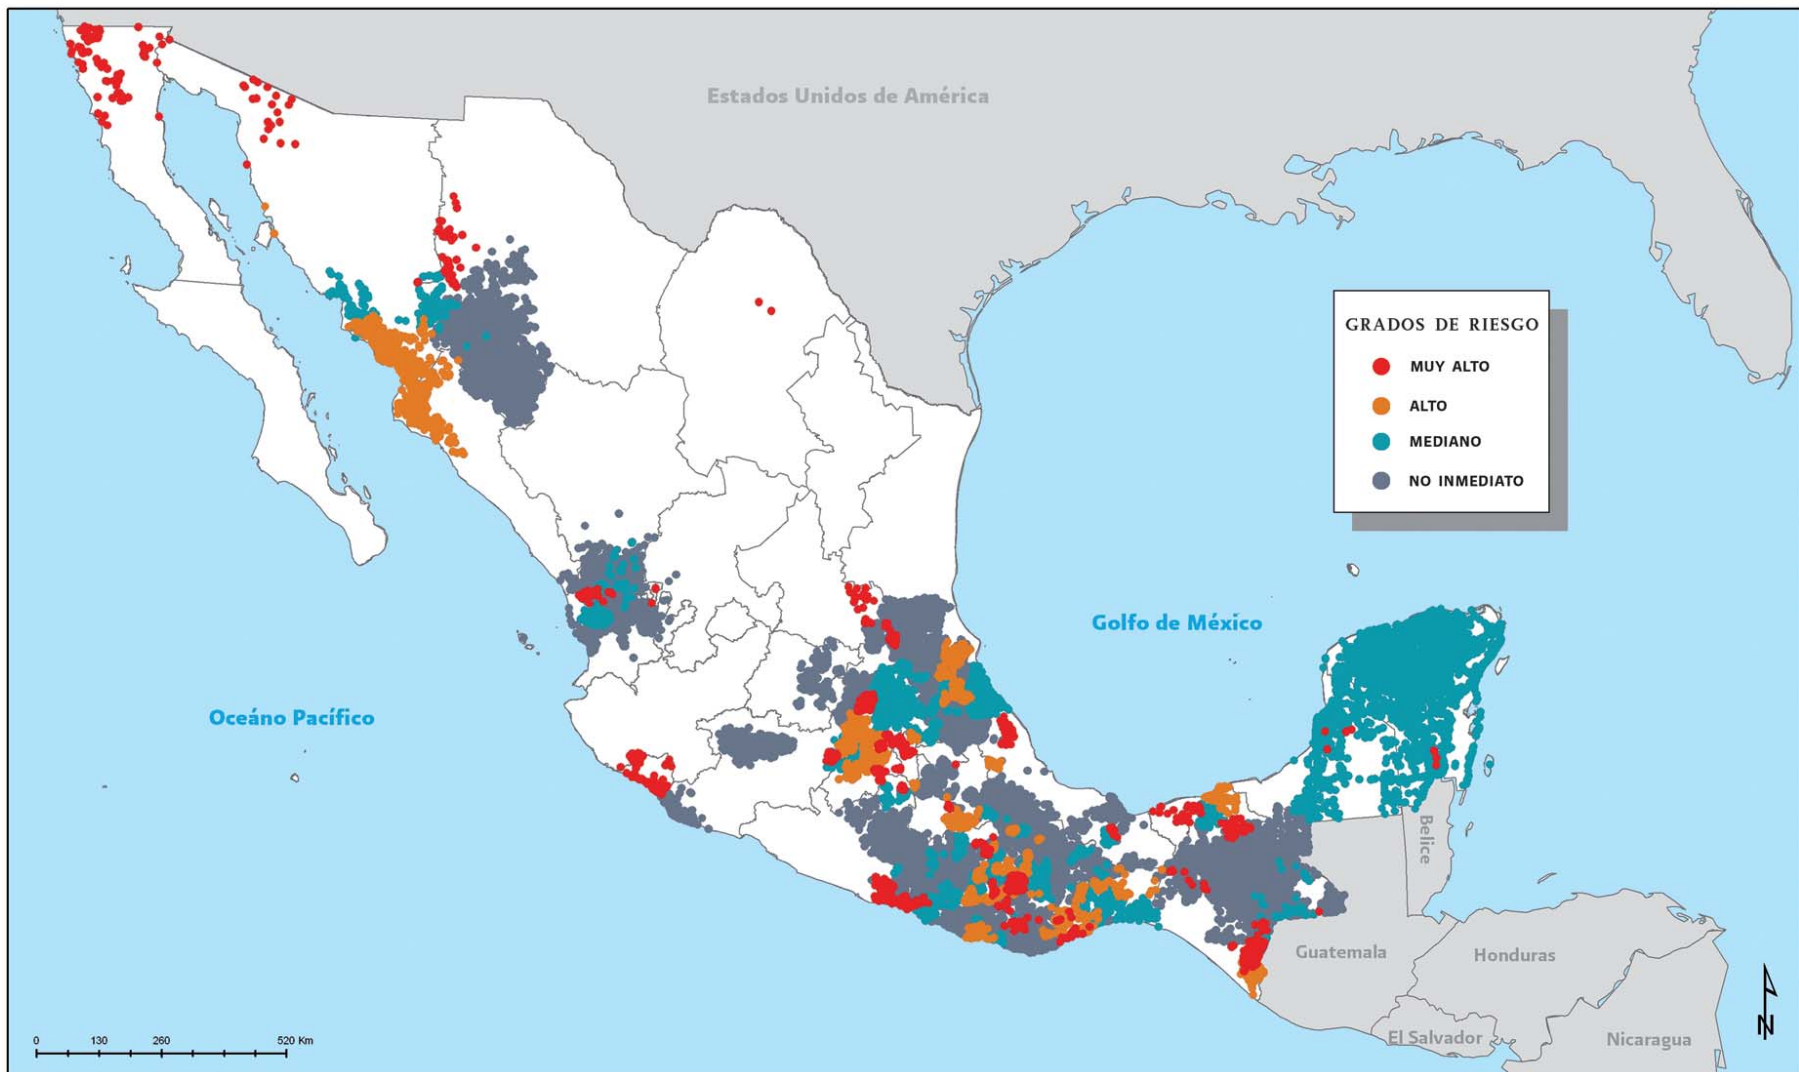 Estados Unidos de América
GRADOS DE RIESGO
MUY ALTO
ALTO
MEDIANO
NO INMEDIATO
Golfo de México
Oceáno Pacífico
Belice
Guatemala
Honduras
El Salvador
Nicaragua
0 130 260 520 Km
N